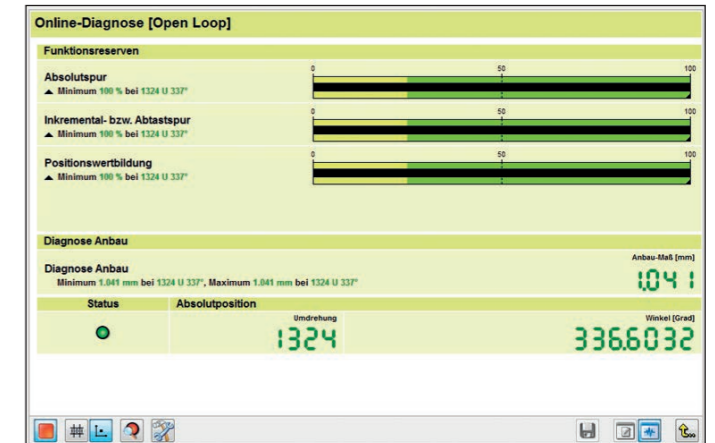 Online-Diagnose [Open Loop]
Funktionsreserven
Absolutspur
Minimum 100 % bei 1324 U 337°
0 50 100
Inkremental- bzw. Abtastspur
Minimum 100 % bei 1324 U 337°
0 50 100
Positionswertbildung
Minimum 100 % bei 1324 U 337°
0 50 100
Diagnose Anbau
Anbau-Maß [mm]
Diagnose Anbau
Minimum 1.041 mm bei 1324 U 337°, Maximum 1.041 mm bei 1324 U 337°
1.041
Status Absolutposition
Umdrehung Winkel [Grad]
1324 336.6032